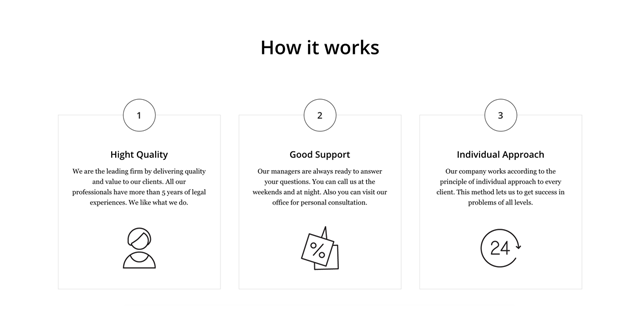 How it works
1
Hight Quality
We are the leading firm by delivering quality
and value to our clients. All our
professionals have more than 5 years of legal
experiences. We like what we do.
2
Good Support
Our managers are always ready to answer
your questions. You can call us at the
weekends and at night. Also you can visit our
office for personal consultation.
%
3
Individual Approach
Our company works according to the
principle of individual approach to every
client. This method lets us to get success in
problems of all levels.
24